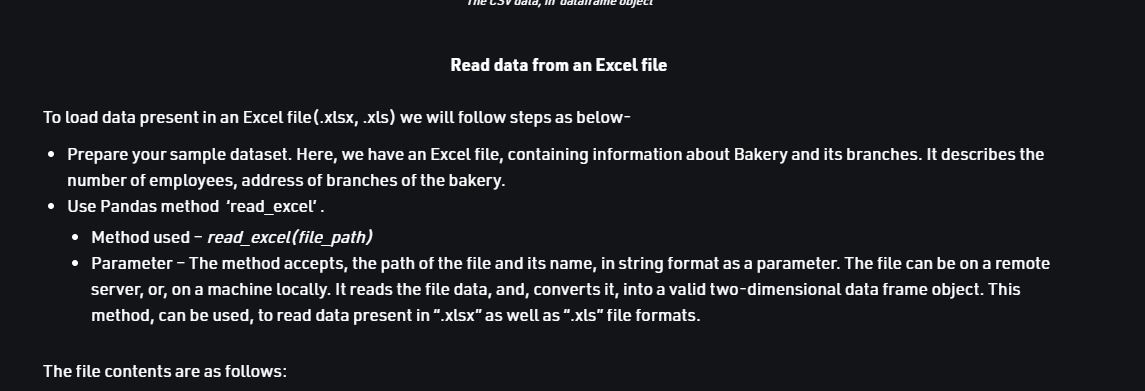 The CSV data, in dataframe object
Read data from an Excel file
To load data present in an Excel file(.xlsx, .xls) we will follow steps as below-
• Prepare your sample dataset. Here, we have an Excel file, containing information about Bakery and its branches. It describes the
number of employees, address of branches of the bakery.
• Use Pandas method ‘read_excel’ .
• Method used – read_excel(file_path)
• Parameter – The method accepts, the path of the file and its name, in string format as a parameter. The file can be on a remote
server, or, on a machine locally. It reads the file data, and, converts it, into a valid two-dimensional data frame object. This
method, can be used, to read data present in “.xlsx” as well as “.xls” file formats.
The file contents are as follows: